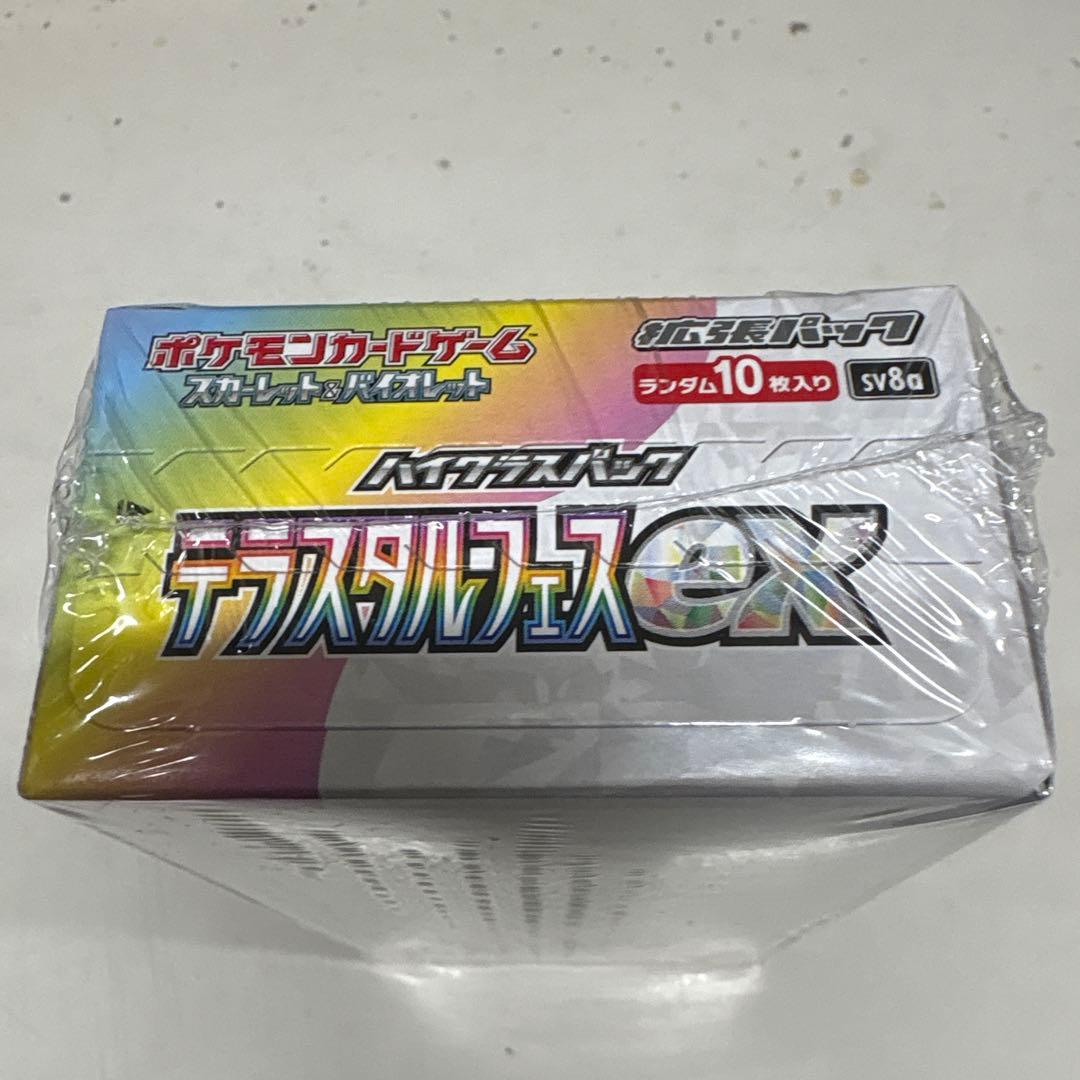 ポケモンカードゲーム™
スカーレット&バイオレット
拡張パック
ランダム10枚入り
SV8a
ハイクラスパック
テラスタルフェスex